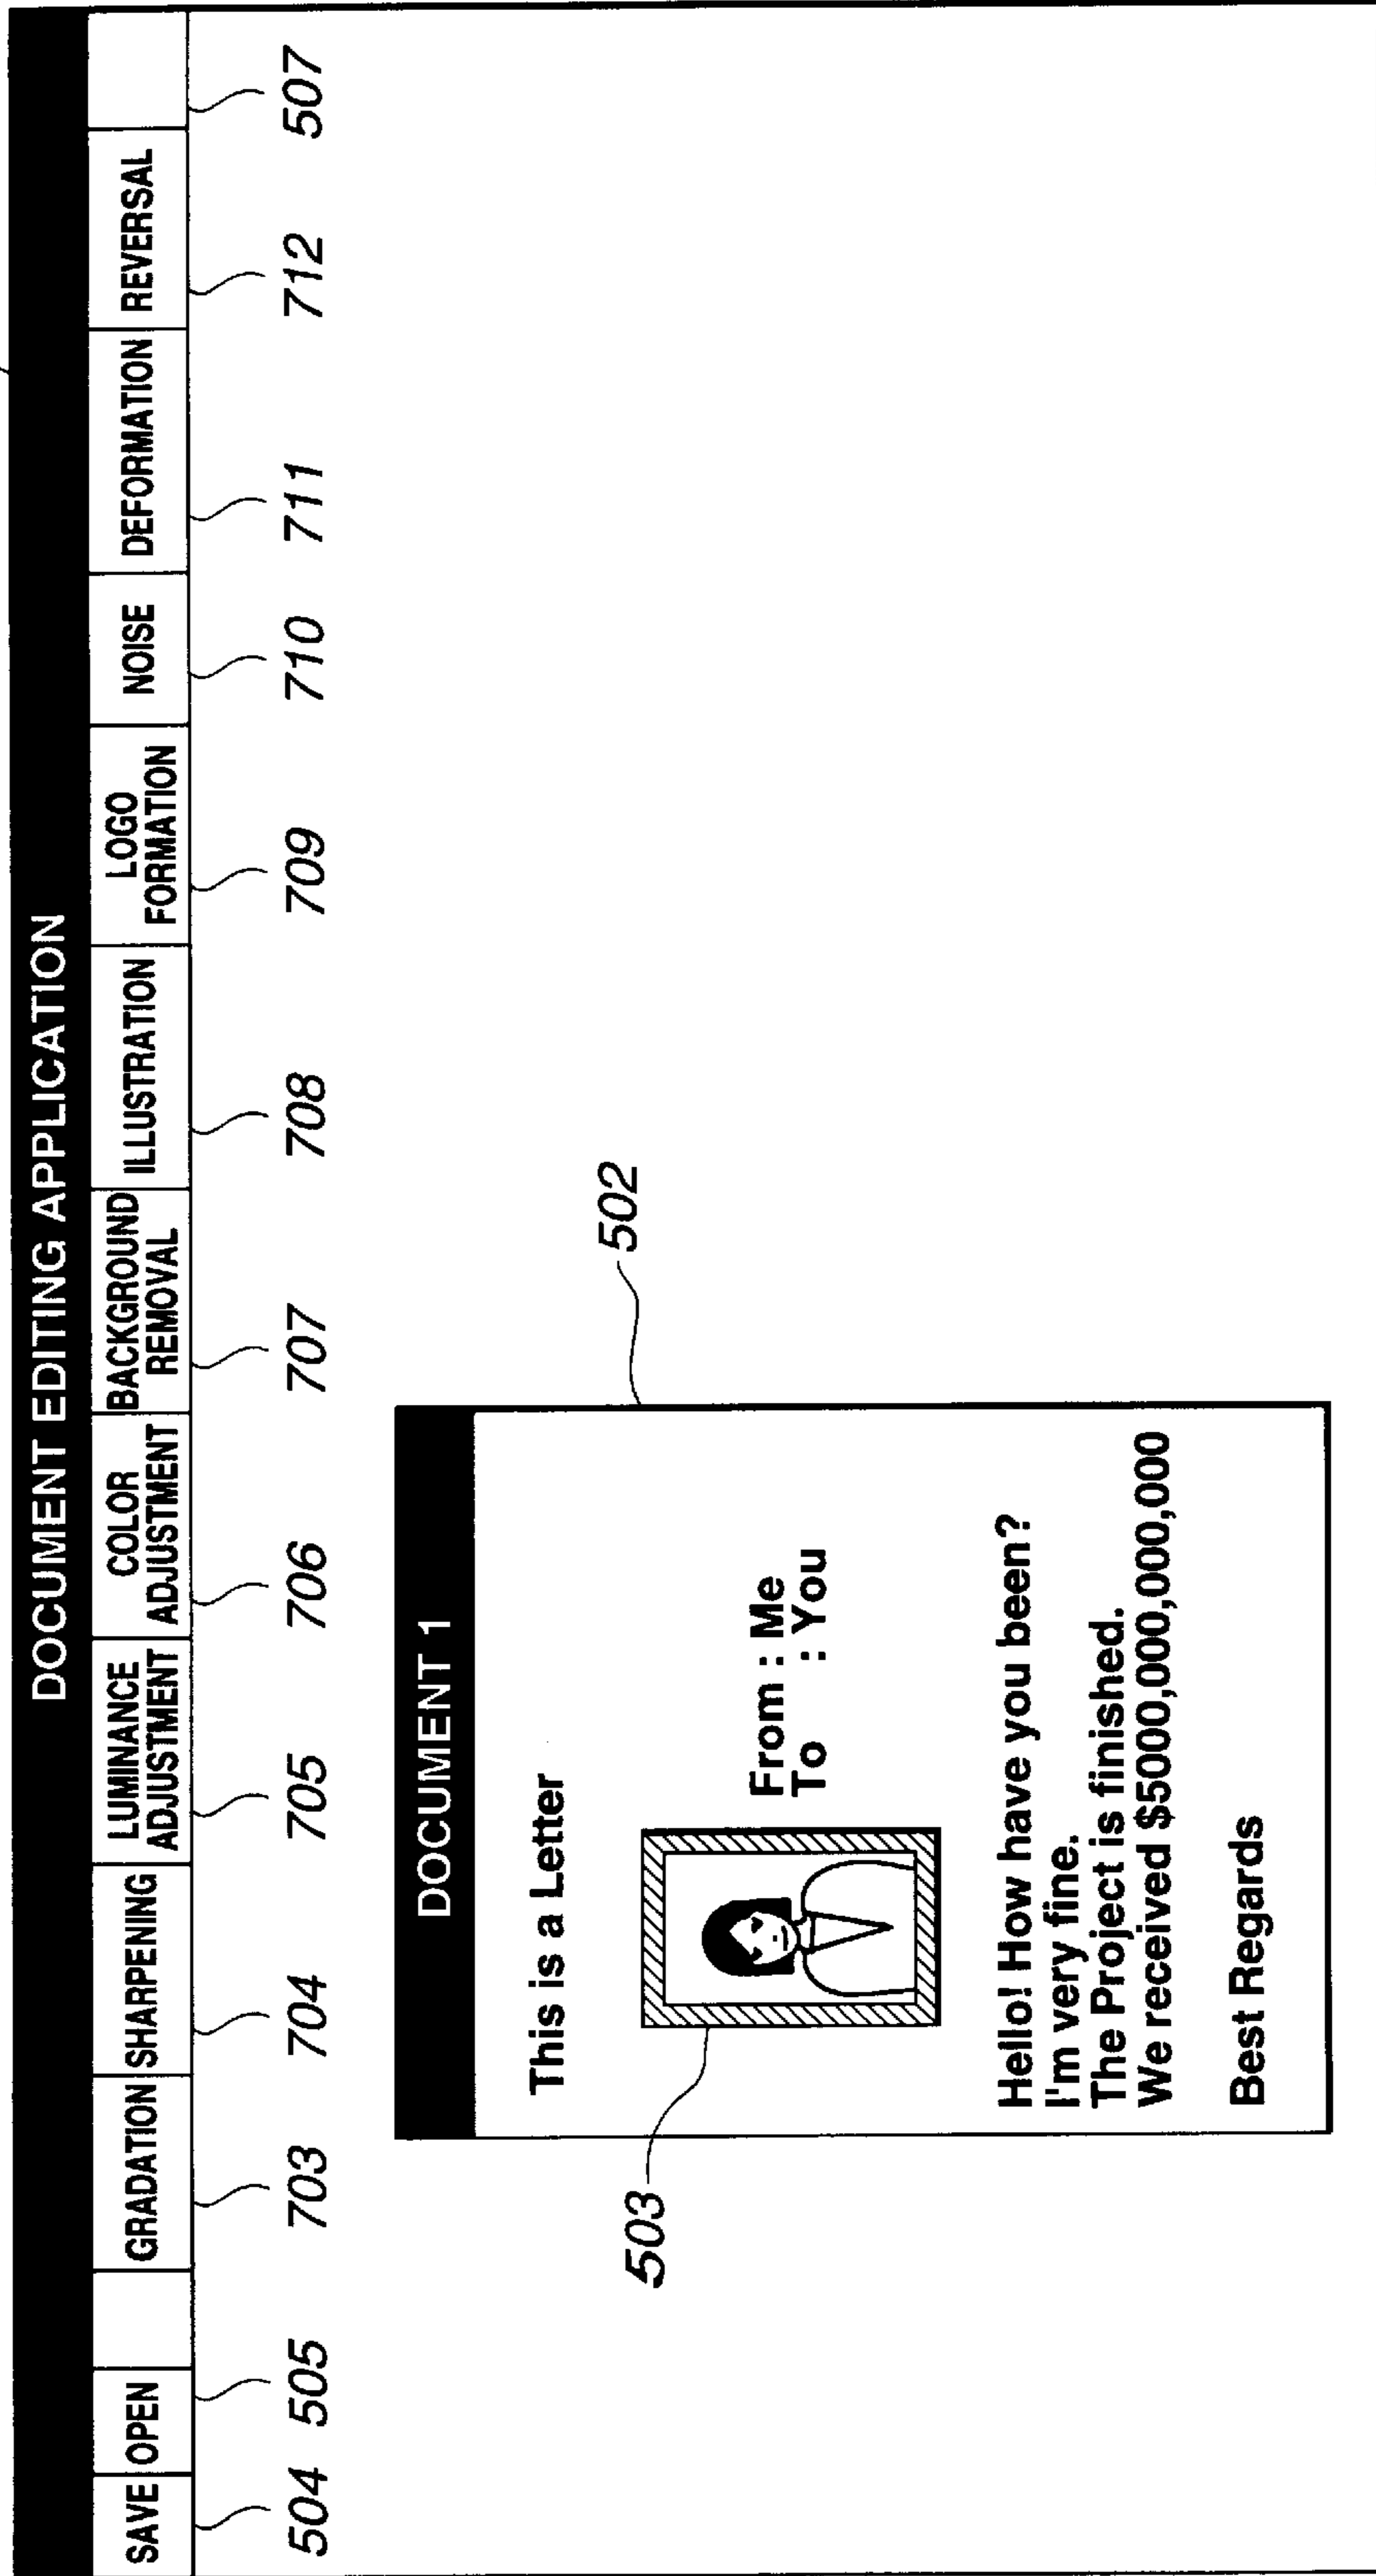 DOCUMENT EDITING APPLICATION
SAVE OPEN GRADATION SHARPENING LUMINANCE ADJUSTMENT COLOR ADJUSTMENT BACKGROUND REMOVAL ILLUSTRATION LOGO FORMATION NOISE DEFORMATION REVERSAL
504 505 703 704 705 706 707 708 709 710 711 712 507
DOCUMENT 1
502
This is a Letter
503
From : Me
To : You
Hello! How have you been?
I'm very fine.
The Project is finished.
We received $5000,000,000,000
Best Regards